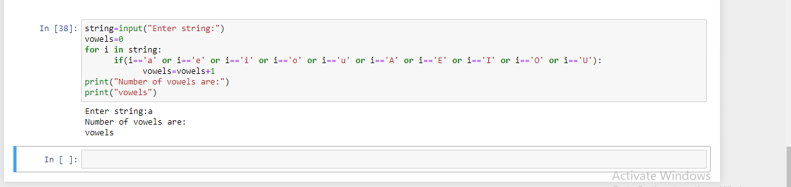 In [38]: string=input("Enter string:")
vowels=0
for i in string:
if(i=='a' or i=='e' or i=='i' or i=='o' or i=='u' or i=='A' or i=='E' or i=='I' or i=='O' or i=='U'):
vowels=vowels+1
print("Number of vowels are:")
print("vowels")
Enter string:a
Number of vowels are:
vowels
In [ ]:
Activate Windows